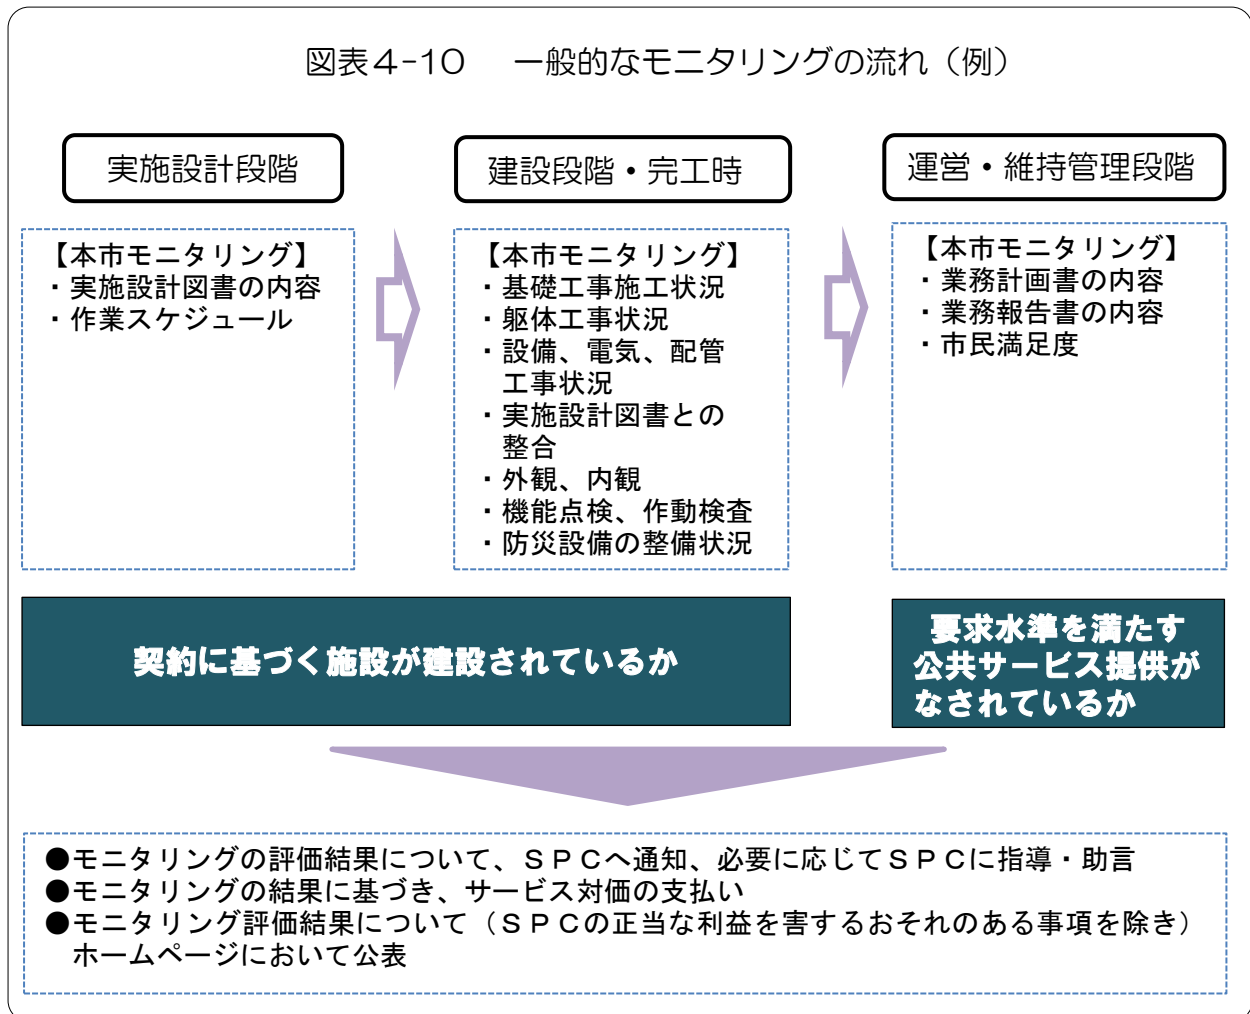 図表4-10　一般的なモニタリングの流れ（例）
実施設計段階
【本市モニタリング】
・実施設計図書の内容
・作業スケジュール
建設段階・完工時
【本市モニタリング】
・基礎工事施工状況
・躯体工事状況
・設備、電気、配管
工事状況
・実施設計図書との
整合
・外観、内観
・機能点検、作動検査
・防災設備の整備状況
運営・維持管理段階
【本市モニタリング】
・業務計画書の内容
・業務報告書の内容
・市民満足度
契約に基づく施設が建設されているか
要求水準を満たす
公共サービス提供が
なされているか
●モニタリングの評価結果について、ＳＰＣへ通知、必要に応じてＳＰＣに指導・助言
●モニタリングの結果に基づき、サービス対価の支払い
●モニタリング評価結果について（ＳＰＣの正当な利益を害するおそれのある事項を除き）
ホームページにおいて公表